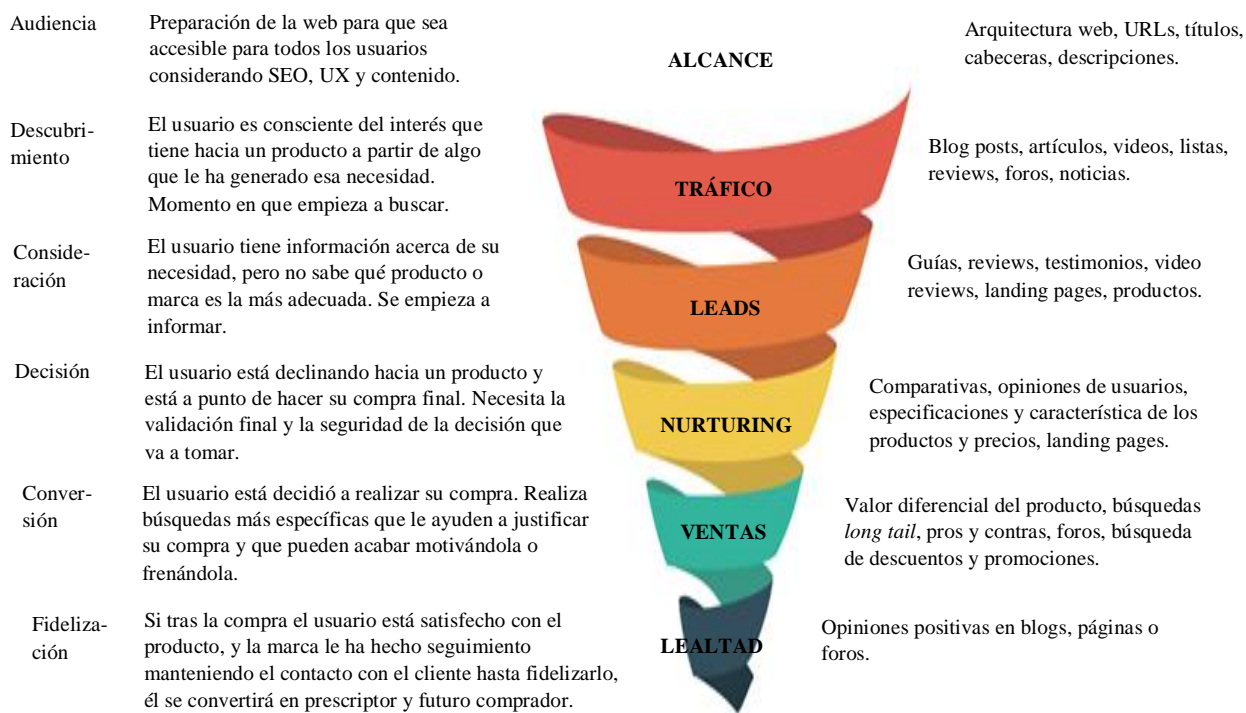 Audiencia
Preparación de la web para que sea
accesible para todos los usuarios
considerando SEO, UX y contenido.
ALCANCE
Arquitectura web, URLs, títulos,
cabeceras, descripciones.
Descubri-
miento
El usuario es consciente del interés que
tiene hacia un producto a partir de algo
que le ha generado esa necesidad.
Momento en que empieza a buscar.
TRÁFICO
Blog posts, artículos, videos, listas,
reviews, foros, noticias.
Conside-
ración
El usuario tiene información acerca de su
necesidad, pero no sabe qué producto o
marca es la más adecuada. Se empieza a
informar.
LEADS
Guías, reviews, testimonios, video
reviews, landing pages, productos.
Decisión
El usuario está declinando hacia un producto y
está a punto de hacer su compra final. Necesita la
validación final y la seguridad de la decisión que
va a tomar.
NURTURING
Comparativas, opiniones de usuarios,
especificaciones y característica de los
productos y precios, landing pages.
Conver-
sión
El usuario está decidió a realizar su compra. Realiza
búsquedas más específicas que le ayuden a justificar
su compra y que pueden acabar motivándola o
frenándola.
VENTAS
Valor diferencial del producto, búsquedas
long tail, pros y contras, foros, búsqueda
de descuentos y promociones.
Fideliza-
ción
Si tras la compra el usuario está satisfecho con el
producto, y la marca le ha hecho seguimiento
manteniendo el contacto con el cliente hasta fidelizarlo,
él se convertirá en prescriptor y futuro comprador.
LEALTAD
Opiniones positivas en blogs, páginas o
foros.